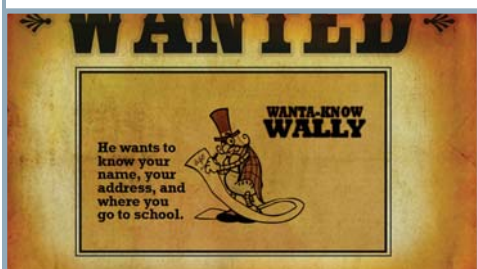 WANTED
WANTA-KNOW
WALLY
He wants to
know your
name, your
address, and
where you
go to school.